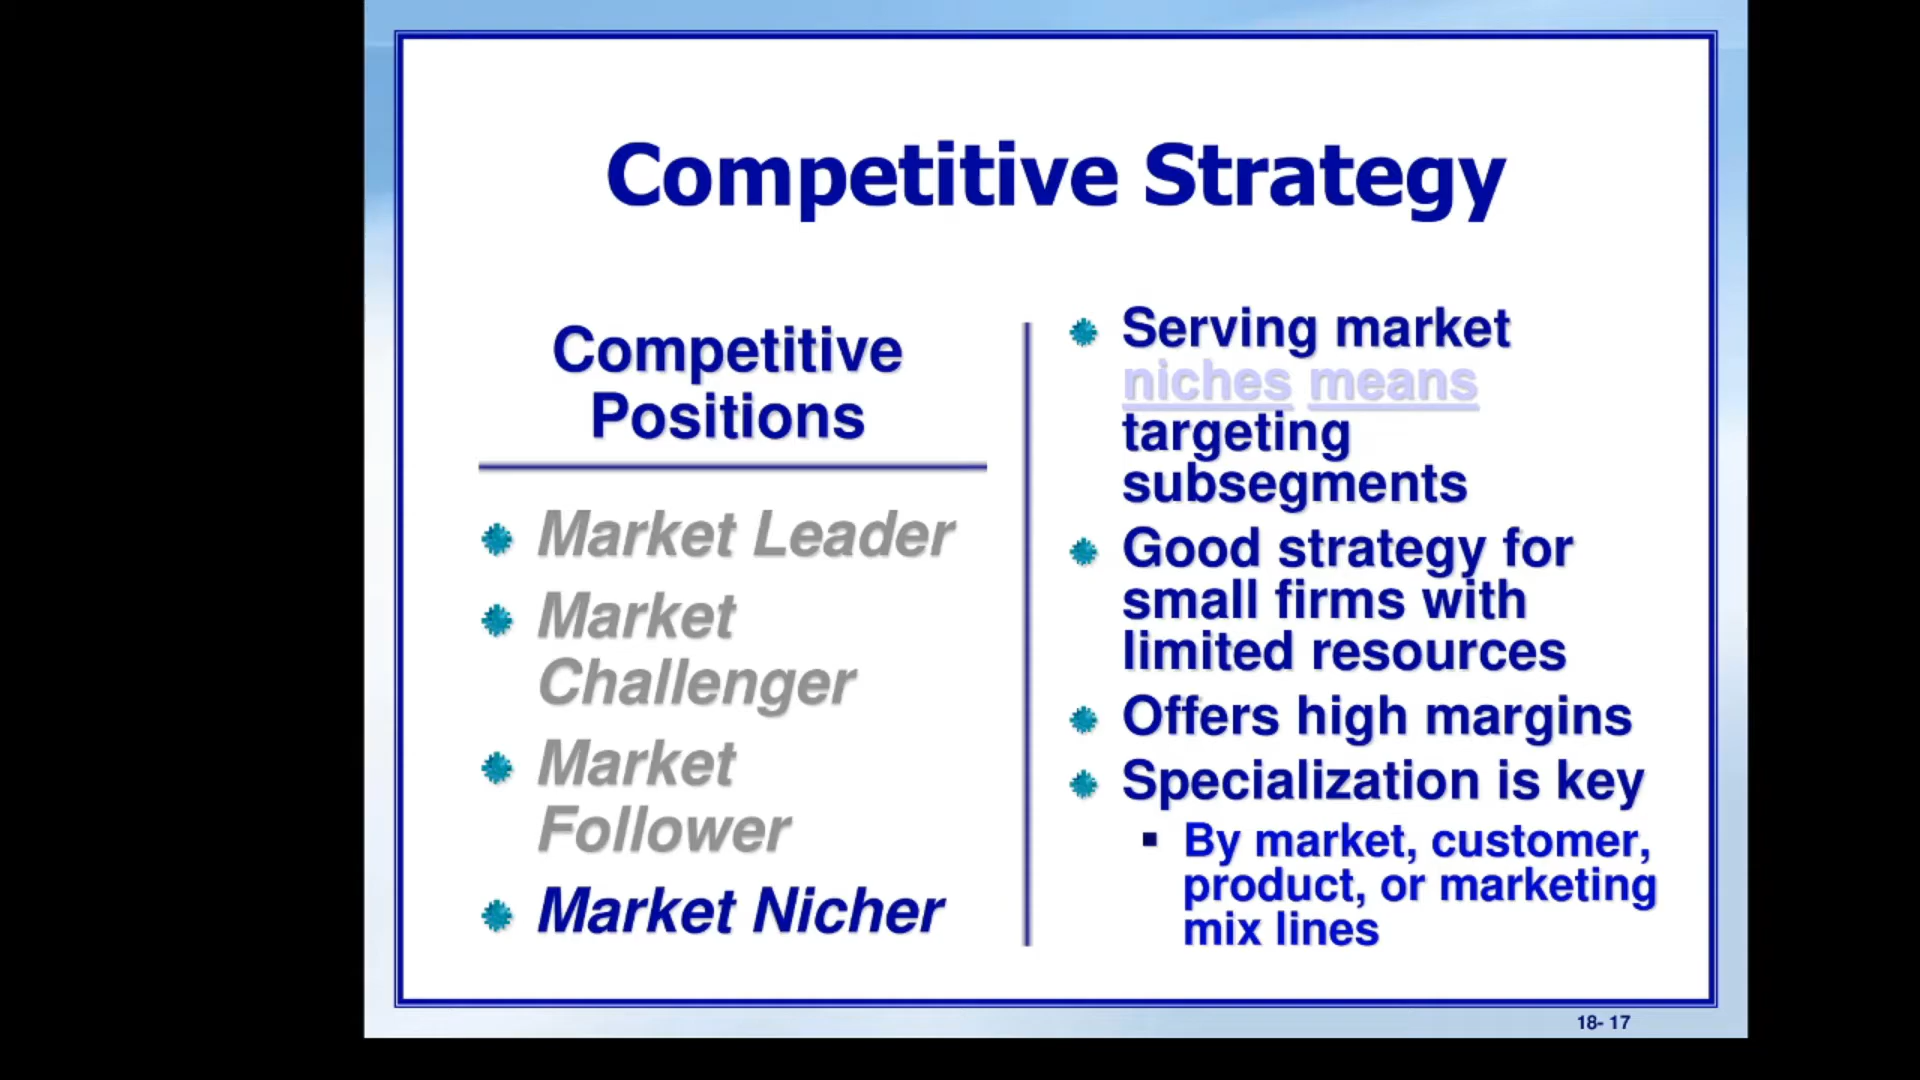 Competitive Strategy
Competitive
Positions
Market Leader
Market
Challenger
Market
Follower
Market Nicher
Serving market
niches means
targeting
subsegments
Good strategy for
small firms with
limited resources
Offers high margins
Specialization is key
By market, customer,
product, or marketing
mix lines
18- 17